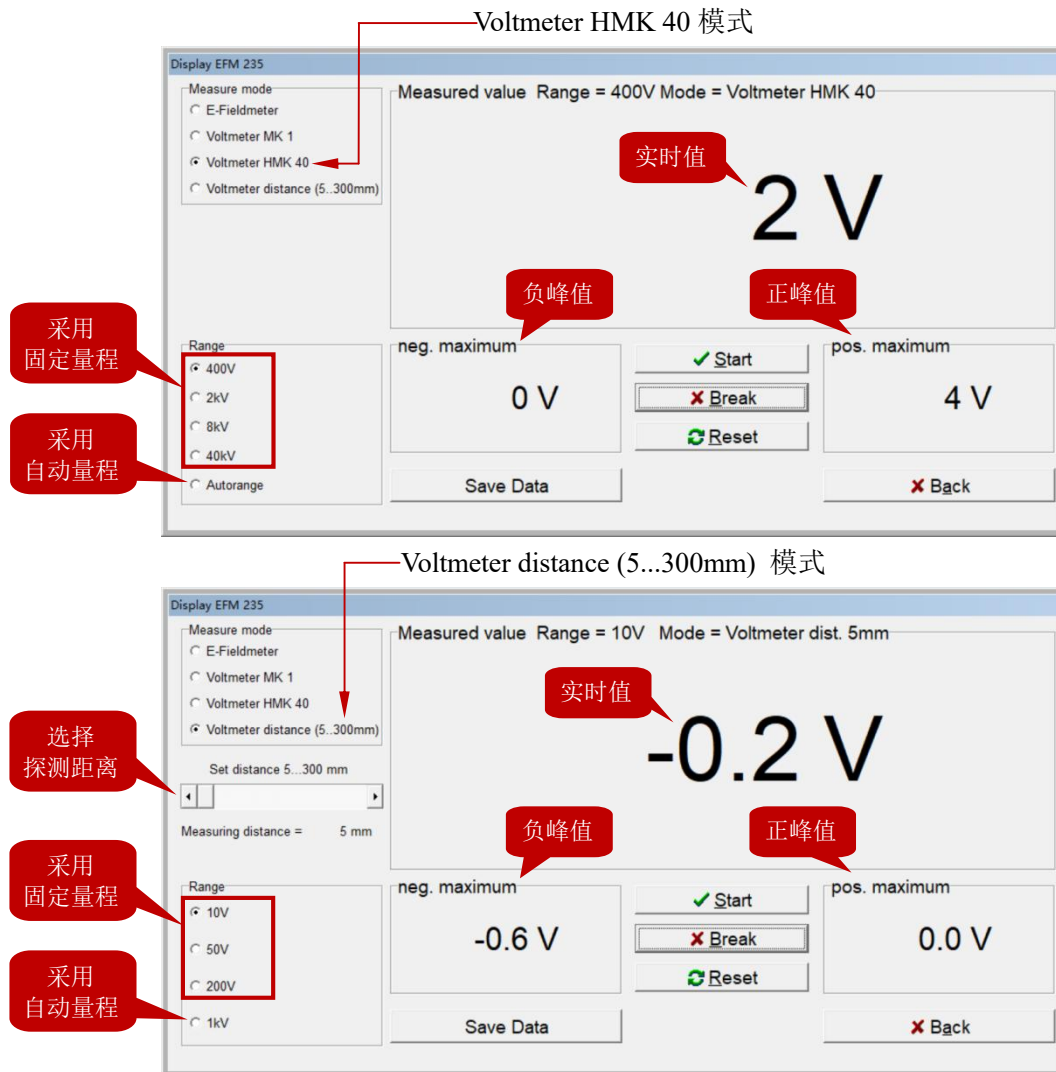 Voltmeter HMK 40 模式
Display EFM 235
Measure mode
E-Fieldmeter
Voltmeter MK 1
Voltmeter HMK 40
Voltmeter distance (5..300mm)
Measured value Range = 400V Mode = Voltmeter HMK 40
实时值
2 V
负峰值
正峰值
采用
固定量程
采用
自动量程
Range
400V
2kV
8kV
40kV
Autorange
neg. maximum
0 V
Start
Break
Reset
pos. maximum
4 V
Save Data
Back
Voltmeter distance (5...300mm) 模式
Display EFM 235
Measure mode
E-Fieldmeter
Voltmeter MK 1
Voltmeter HMK 40
Voltmeter distance (5..300mm)
Measured value Range = 10V Mode = Voltmeter dist. 5mm
实时值
-0.2 V
选择
探测距离
Set distance 5...300 mm
Measuring distance = 5 mm
负峰值
正峰值
采用
固定量程
采用
自动量程
Range
10V
50V
200V
1kV
neg. maximum
-0.6 V
Start
Break
Reset
pos. maximum
0.0 V
Save Data
Back